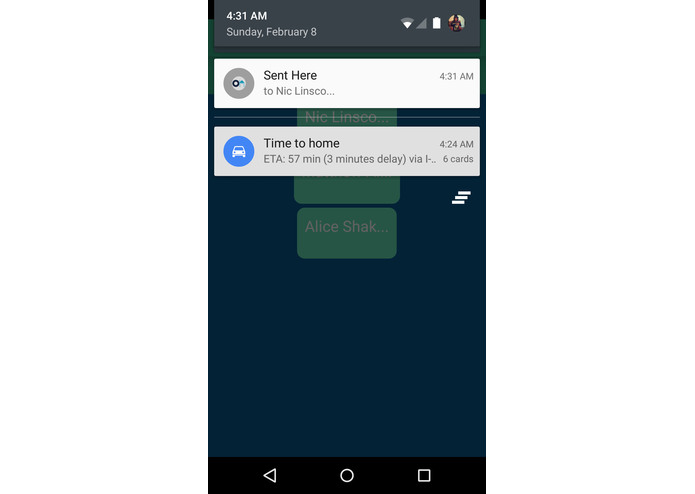 4:31 AM
Sunday, February 8
Sent Here
4:31 AM
to Nic Linsco...
Nic Linsco...
Time to home
4:24 AM
ETA: 57 min (3 minutes delay) via I-..
6 cards
Alice Shak...